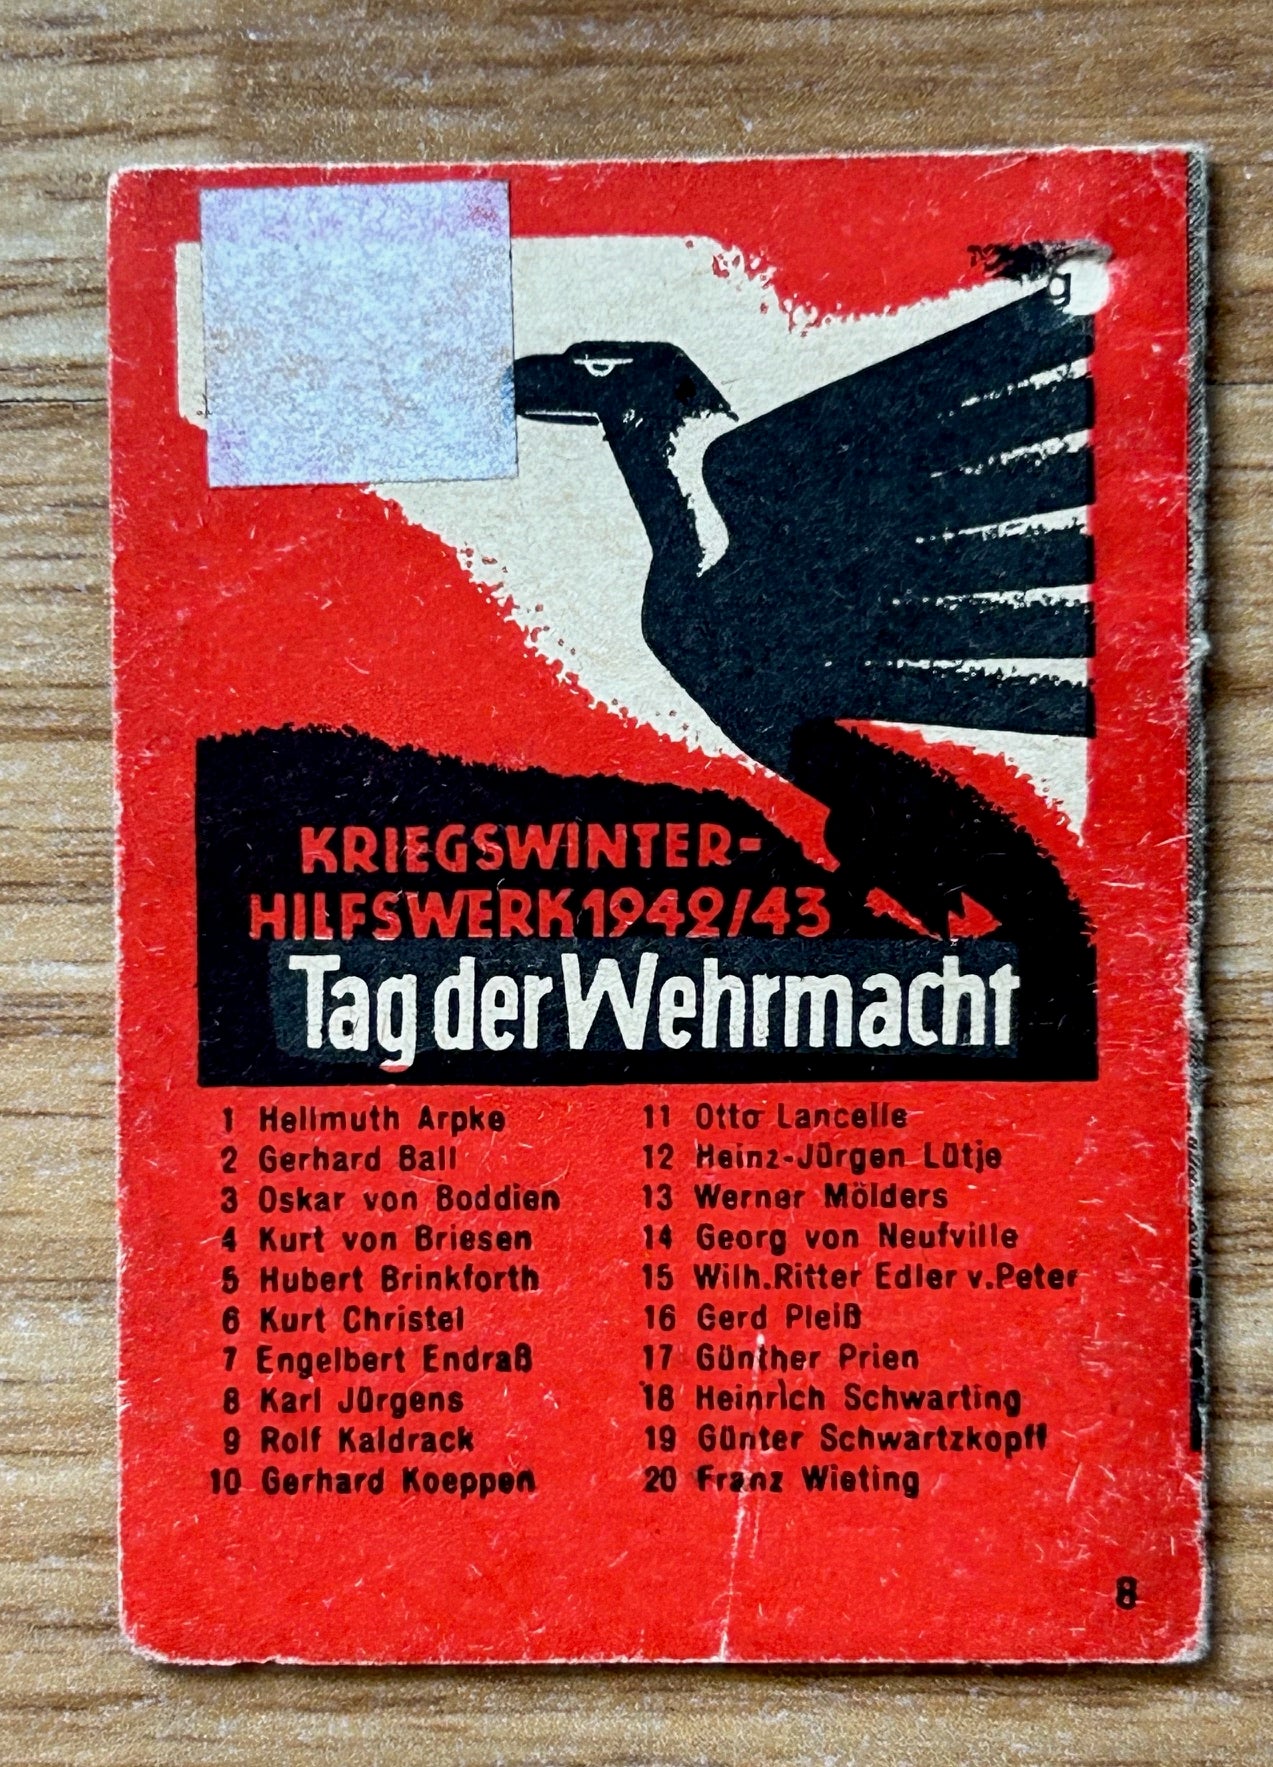 g
KRIEGSWINTER-
HILFSWERK 1942/43
Tag der Wehrmacht
1 Hellmuth Arpke
2 Gerhard Ball
3 Oskar von Boddien
4 Kurt von Briesen
5 Hubert Brinkforth
6 Kurt Christel
7 Engelbert Endraß
8 Karl Jürgens
9 Rolf Kaldrack
10 Gerhard Koeppen
11 Otto Lancelle
12 Heinz-Jürgen Lütje
13 Werner Mölders
14 Georg von Neufville
15 Wilh.Ritter Edler v.Peter
16 Gerd Pleiß
17 Günther Prien
18 Heinrich Schwarting
19 Günter Schwartzkopff
20 Franz Wieting
8